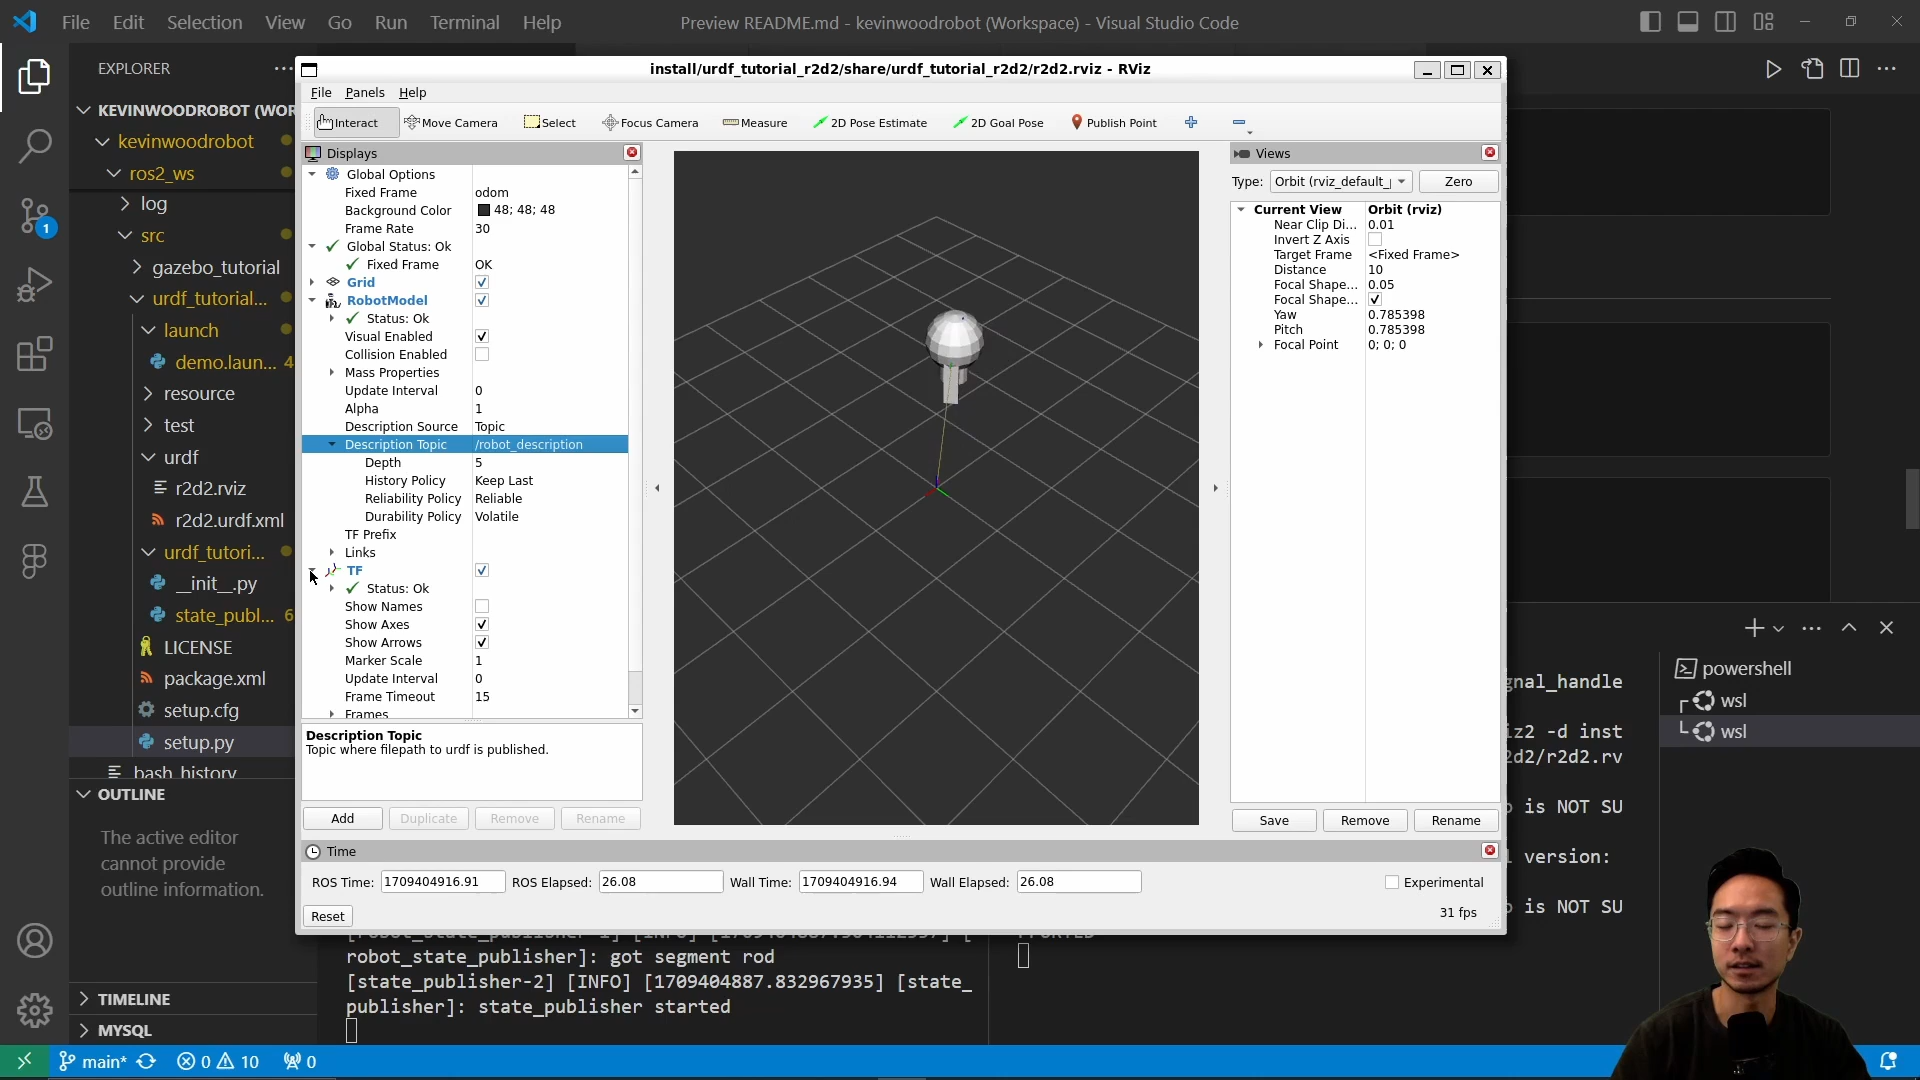 File Edit Selection View Go Run Terminal Help
Preview README.md - kevinwoodrobot (Workspace) - Visual Studio Code
EXPLORER
KEVINWOODROBOT (WOR
kevinwoodrobot
ros2_ws
log
src
gazebo_tutorial
urdf_tutorial...
launch
demo.laun... 4
resource
test
urdf
r2d2.rviz
r2d2.urdf.xml
urdf_tutori...
__init__.py
state_publ... 6
LICENSE
package.xml
setup.cfg
setup.py
bash_history
OUTLINE
The active editor
cannot provide
outline information.
TIMELINE
MYSQL
1
install/urdf_tutorial_r2d2/share/urdf_tutorial_r2d2/r2d2.rviz - RViz
File Panels Help
Interact Move Camera Select Focus Camera Measure 2D Pose Estimate 2D Goal Pose Publish Point
Displays
Global Options
Fixed Frame odom
Background Color 48; 48; 48
Frame Rate 30
Global Status: Ok
Fixed Frame OK
Grid
RobotModel
Status: Ok
Visual Enabled
Collision Enabled
Mass Properties
Update Interval 0
Alpha 1
Description Source Topic
Description Topic /robot_description
Depth 5
History Policy Keep Last
Reliability Policy Reliable
Durability Policy Volatile
TF Prefix
Links
TF
Status: Ok
Show Names
Show Axes
Show Arrows
Marker Scale 1
Update Interval 0
Frame Timeout 15
Frames
Description Topic
Topic where filepath to urdf is published.
Add Duplicate Remove Rename
Views
Type: Orbit (rviz_default_ Zero
Current View Orbit (rviz)
Near Clip Di... 0.01
Invert Z Axis
Target Frame <Fixed Frame>
Distance 10
Focal Shape... 0.05
Focal Shape...
Yaw 0.785398
Pitch 0.785398
Focal Point 0; 0; 0
Save Remove Rename
Time
ROS Time: 1709404916.91 ROS Elapsed: 26.08 Wall Time: 1709404916.94 Wall Elapsed: 26.08 Experimental
Reset
31 fps
robot_state_publisher]: got segment rod
[state_publisher-2] [INFO] [1709404887.832967935] [state_
publisher]: state_publisher started
gnal_handle
iz2 -d inst
2d2/r2d2.rv
is NOT SU
version:
is NOT SU
powershell
wsl
wsl
main* 0 10 0